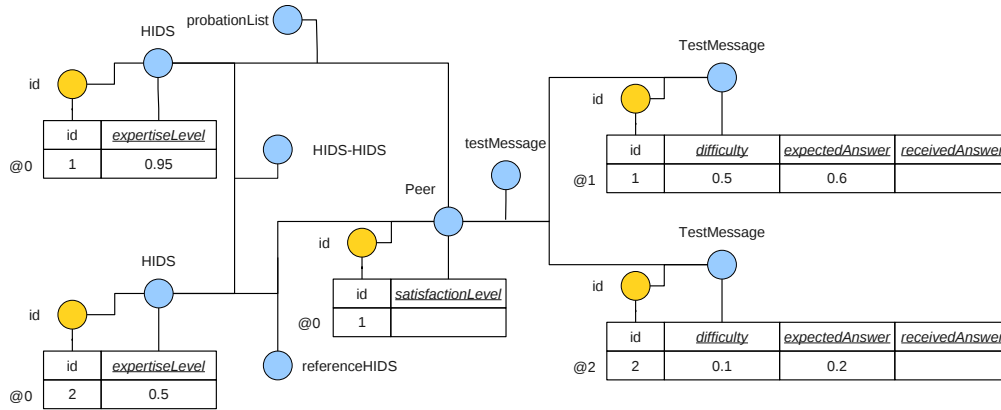 probationList
HIDS
id
id expertiseLevel
@0 1 0.95
HIDS-HIDS
testMessage
Peer
id
id satisfactionLevel
@0 1
TestMessage
id
id difficulty expectedAnswer receivedAnswer
@1 1 0.5 0.6
HIDS
id
id expertiseLevel
@0 2 0.5
referenceHIDS
TestMessage
id
id difficulty expectedAnswer receivedAnswer
@2 2 0.1 0.2